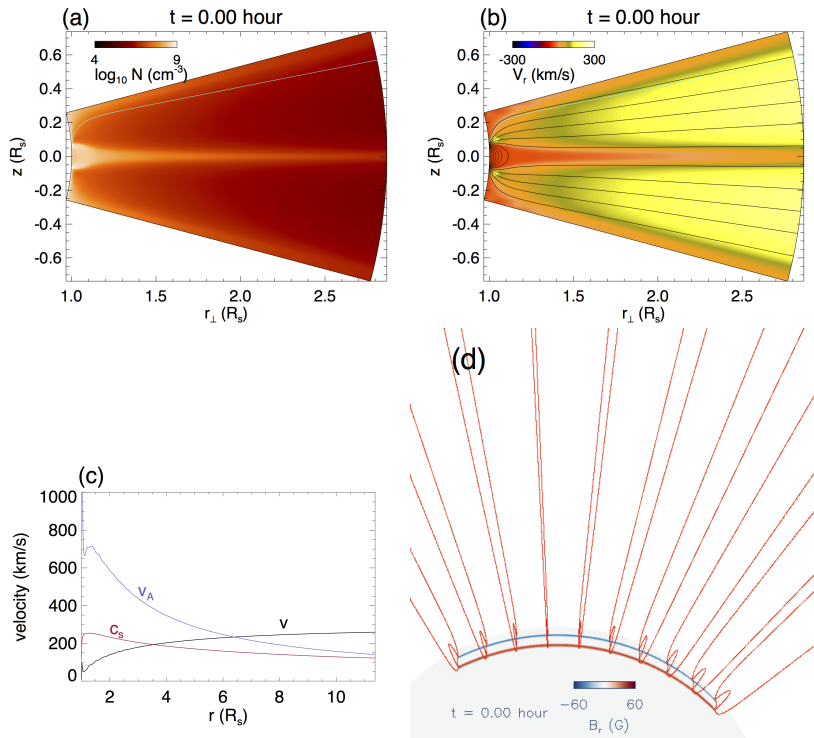 (a) t = 0.00 hour
4 9
log10 N (cm-3)
0.6
0.4
0.2
0.0
-0.2
-0.4
-0.6
z (Rs)
1.0 1.5 2.0 2.5
r⊥ (Rs)
(b) t = 0.00 hour
-300 300
Vr (km/s)
0.6
0.4
0.2
0.0
-0.2
-0.4
-0.6
z (Rs)
1.0 1.5 2.0 2.5
r⊥ (Rs)
(c)
1000
800
600
400
200
0
velocity (km/s)
VA
Cs
V
2 4 6 8 10
r (Rs)
(d)
t = 0.00 hour
-60 60
Br (G)